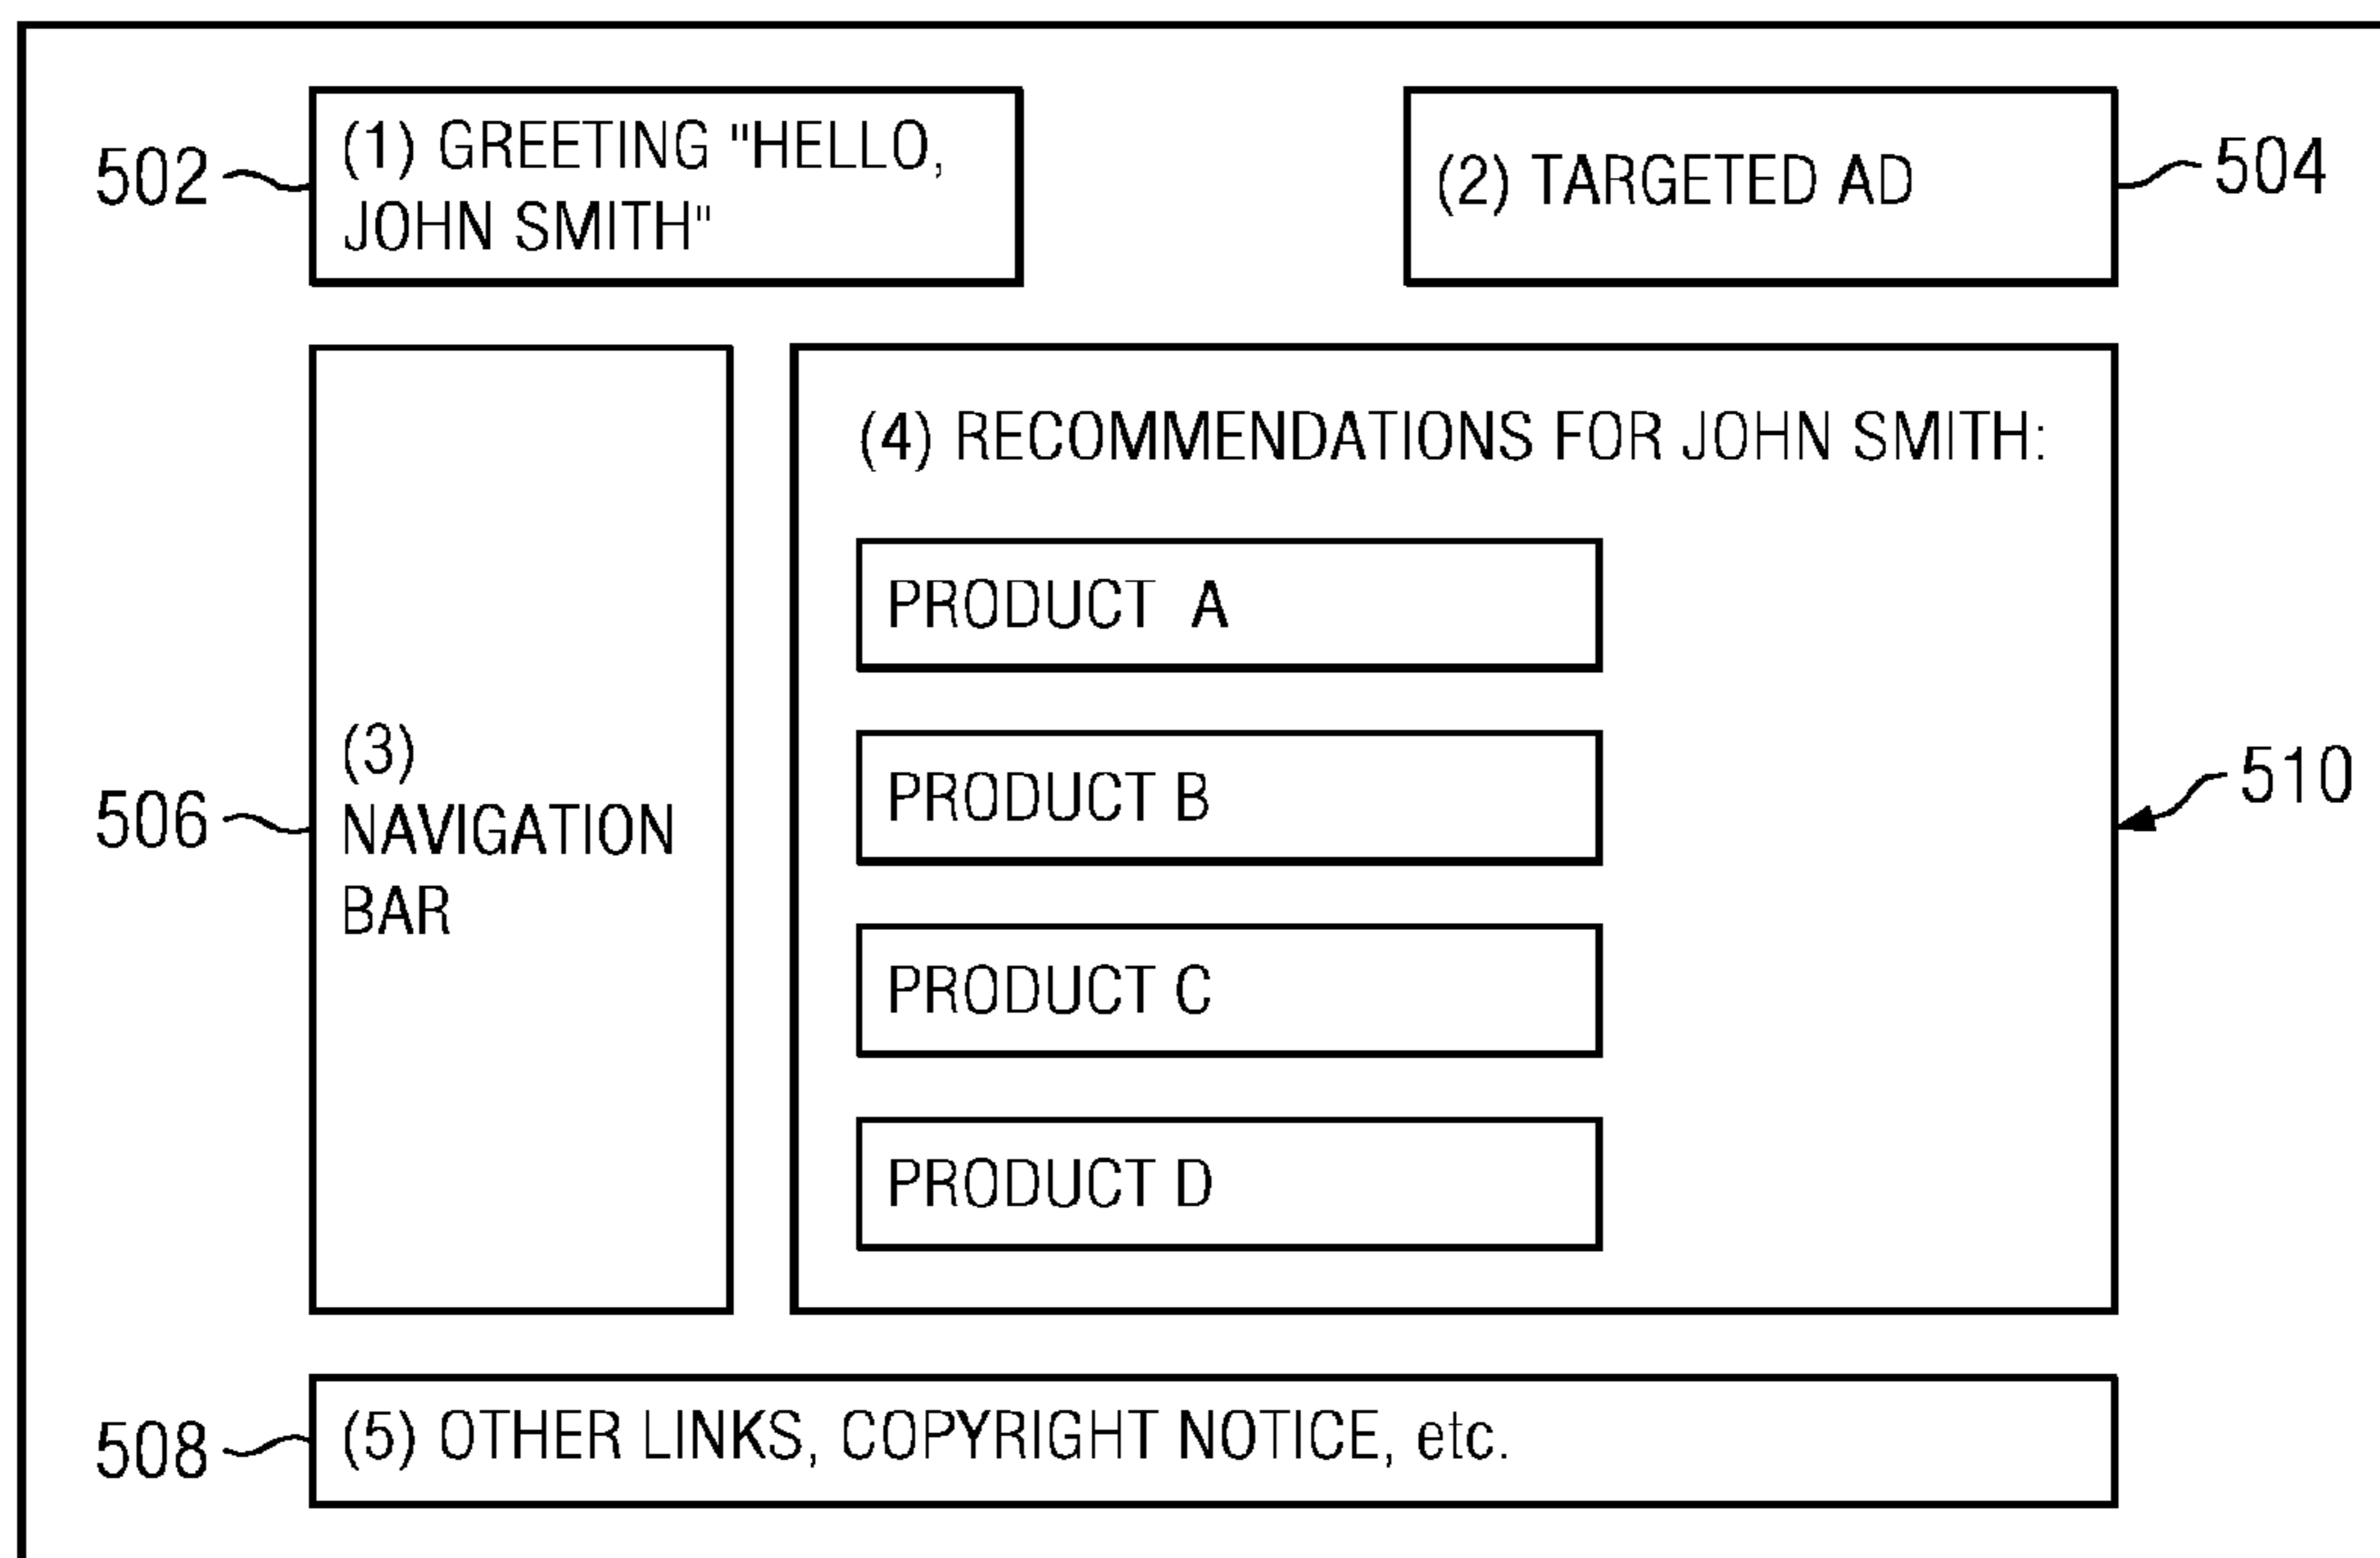 502
(1) GREETING "HELLO,
JOHN SMITH"
(2) TARGETED AD
504
506
(3)
NAVIGATION
BAR
(4) RECOMMENDATIONS FOR JOHN SMITH:
PRODUCT A
PRODUCT B
PRODUCT C
PRODUCT D
510
508
(5) OTHER LINKS, COPYRIGHT NOTICE, etc.